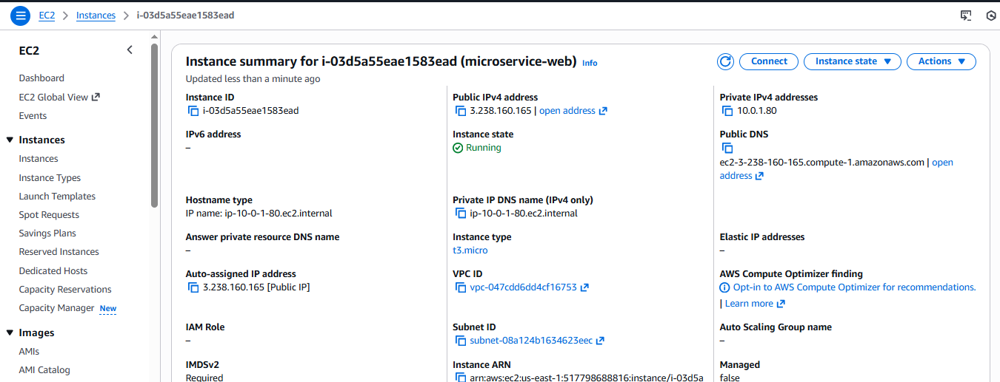 EC2 > Instances > i-03d5a55eae1583ead
EC2
Dashboard
EC2 Global View
Events
Instances
Instances
Instance Types
Launch Templates
Spot Requests
Savings Plans
Reserved Instances
Dedicated Hosts
Capacity Reservations
Capacity Manager New
Images
AMIs
AMI Catalog
Instance summary for i-03d5a55eae1583ead (microservice-web) Info
Connect
Instance state
Actions
Updated less than a minute ago
Instance ID
i-03d5a55eae1583ead
Public IPv4 address
3.238.160.165 | open address
Private IPv4 addresses
10.0.1.80
IPv6 address
–
Instance state
Running
Public DNS
ec2-3-238-160-165.compute-1.amazonaws.com | open
address
Hostname type
IP name: ip-10-0-1-80.ec2.internal
Private IP DNS name (IPv4 only)
ip-10-0-1-80.ec2.internal
Answer private resource DNS name
–
Instance type
t3.micro
Elastic IP addresses
–
Auto-assigned IP address
3.238.160.165 [Public IP]
VPC ID
vpc-047cdd6dd4cf16753
AWS Compute Optimizer finding
Opt-in to AWS Compute Optimizer for recommendations.
| Learn more
IAM Role
–
Subnet ID
subnet-08a124b1634623eec
Auto Scaling Group name
–
IMDSv2
Required
Instance ARN
arn:aws:ec2:us-east-1:517798688816:instance/i-03d5a
Managed
false